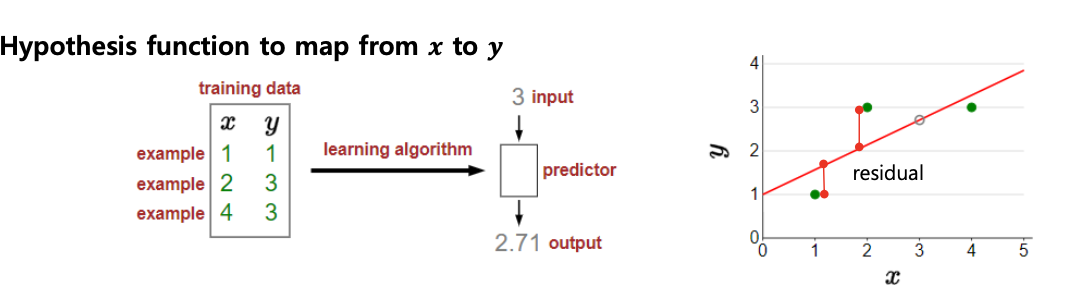 Hypothesis function to map from x to y
training data
x y
example 1 1
example 2 3
example 4 3
learning algorithm
3 input
predictor
2.71 output
4
3
2
1
0
y
residual
0 1 2 3 4 5
x